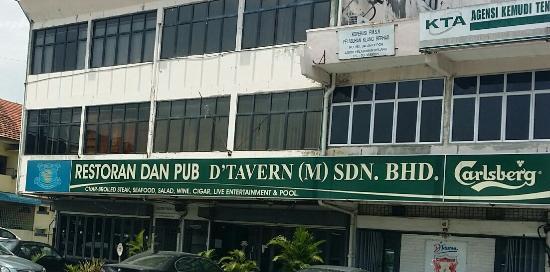 KTA AGENSI KEMUDI
RESTORAN DAN PUB D'TAVERN (M) SDN. BHD.
Carlsberg
CHAR-BROILED STEAK, SEAFOOD, SALAD, WINE, CIGAR, LIVE ENTERTAINMENT & POOL.